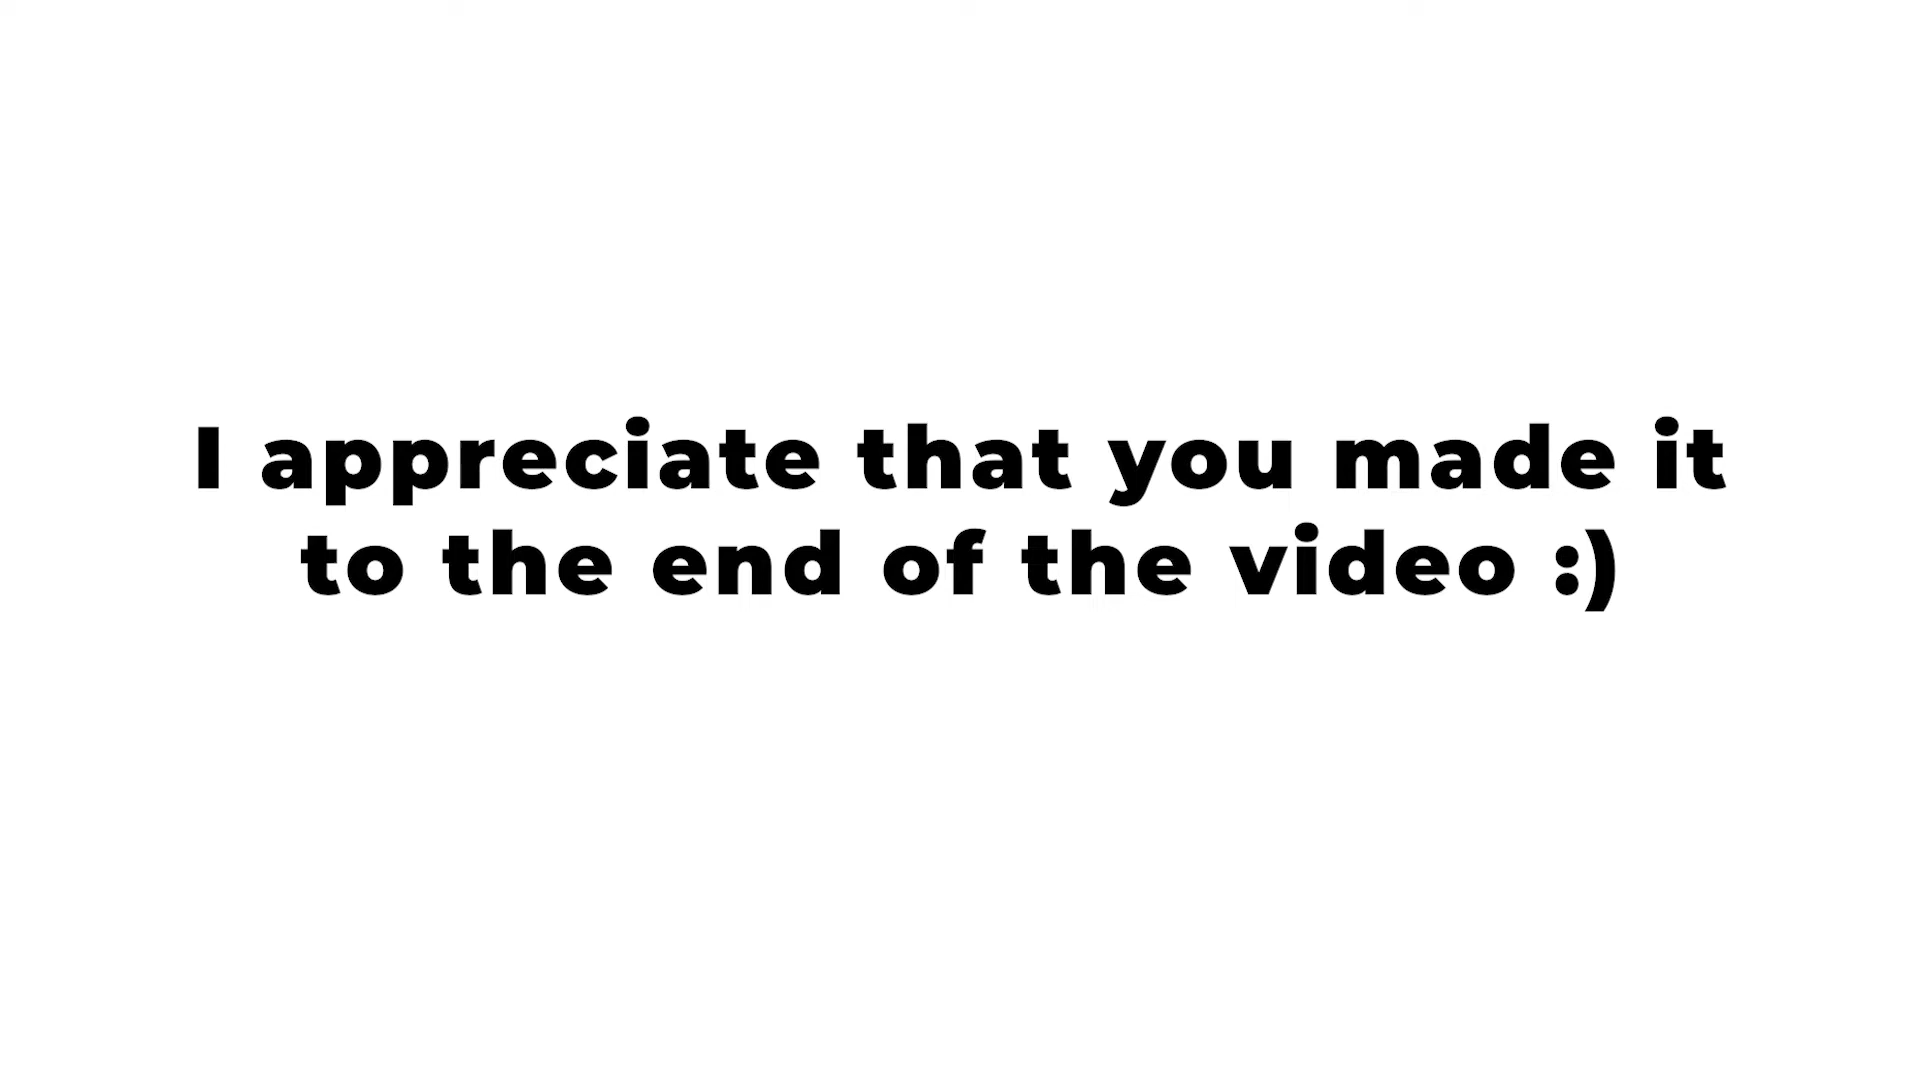 I appreciate that you made it
to the end of the video :)